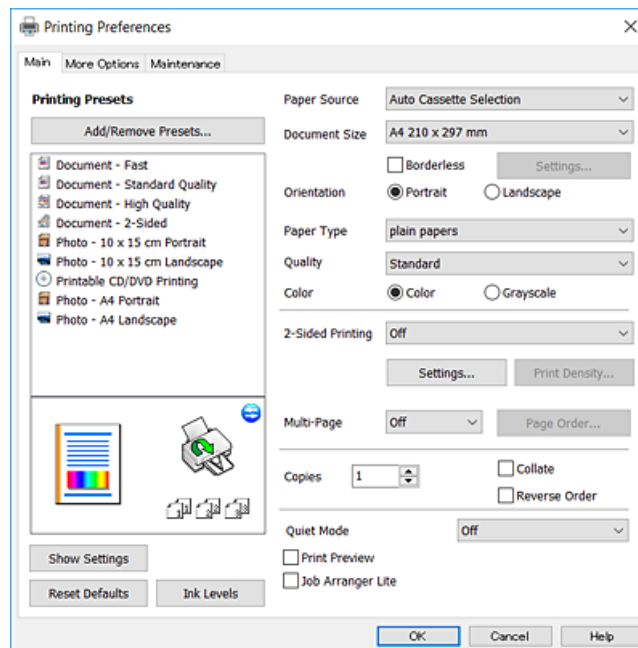 Printing Preferences
Main More Options Maintenance
Printing Presets
Add/Remove Presets...
Document - Fast
Document - Standard Quality
Document - High Quality
Document - 2-Sided
Photo - 10 x 15 cm Portrait
Photo - 10 x 15 cm Landscape
Printable CD/DVD Printing
Photo - A4 Portrait
Photo - A4 Landscape
Show Settings
Reset Defaults Ink Levels
Paper Source Auto Cassette Selection
Document Size A4 210 x 297 mm
Borderless Settings...
Orientation Portrait Landscape
Paper Type plain papers
Quality Standard
Color Color Grayscale
2-Sided Printing Off
Settings... Print Density...
Multi-Page Off Page Order...
Copies 1 Collate
Reverse Order
Quiet Mode Off
Print Preview
Job Arranger Lite
OK Cancel Help